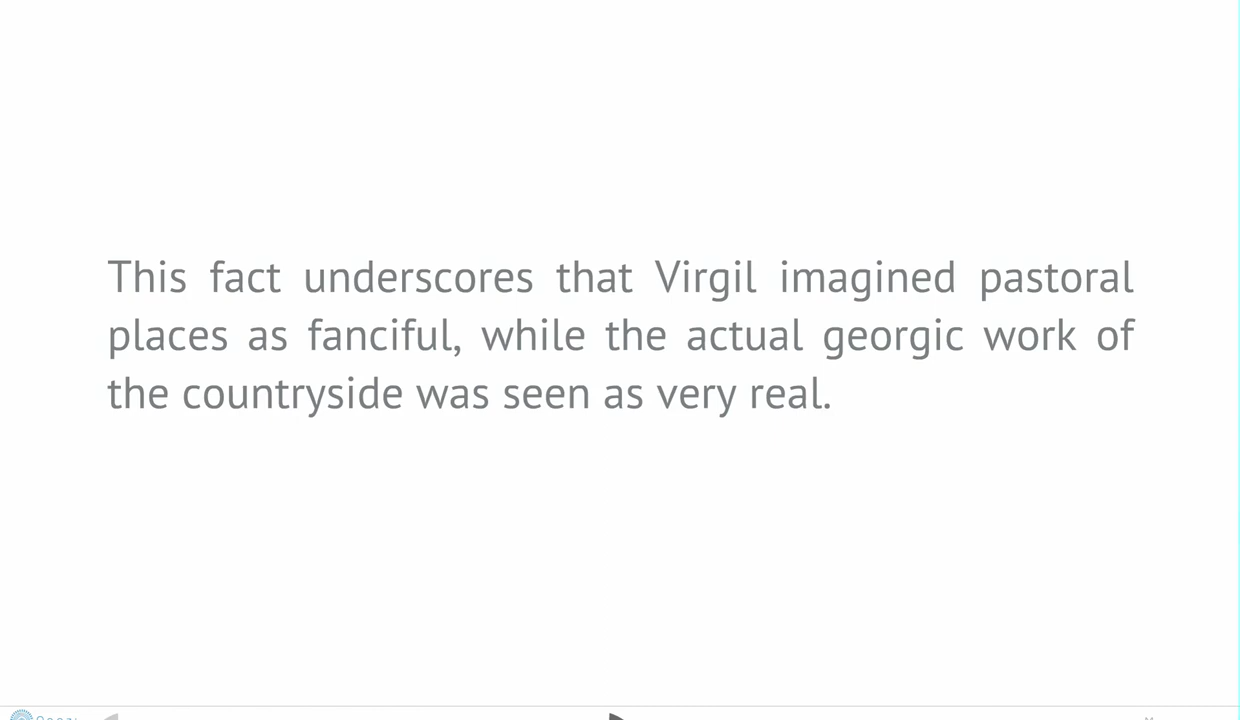 This fact underscores that Virgil imagined pastoral
places as fanciful, while the actual georgic work of
the countryside was seen as very real.